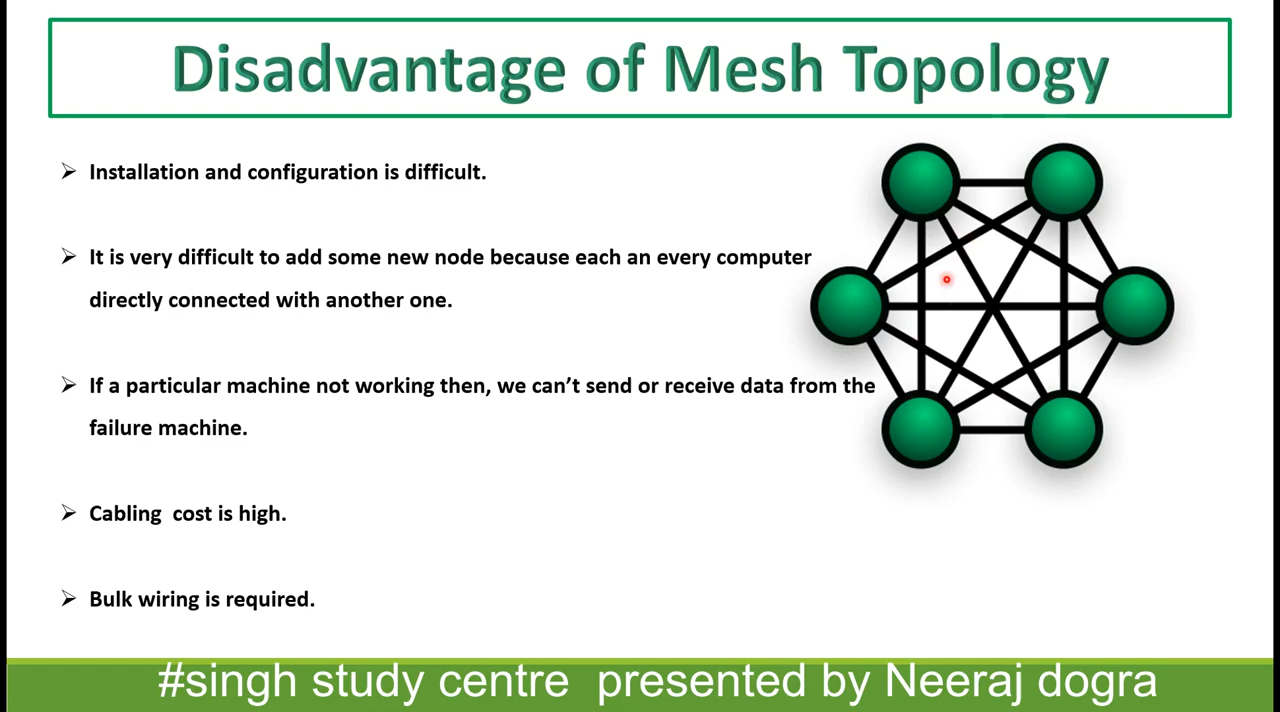 Disadvantage of Mesh Topology
➢ Installation and configuration is difficult.
➢ It is very difficult to add some new node because each an every computer
directly connected with another one.
➢ If a particular machine not working then, we can’t send or receive data from the
failure machine.
➢ Cabling  cost is high.
➢ Bulk wiring is required.
#singh study centre  presented by Neeraj dogra